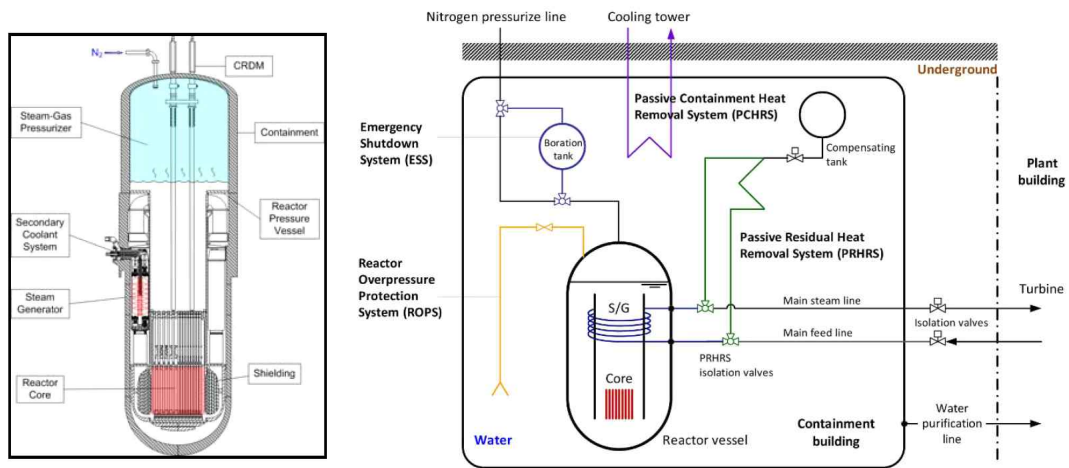 N₂
CRDM
Steam-Gas
Pressurizer
Containment
Reactor
Pressure
Vessel
Secondary
Coolant
System
Steam
Generator
Shielding
Reactor
Core
Nitrogen pressurize line
Cooling tower
Underground
Emergency
Shutdown
System (ESS)
Boration
tank
Passive Containment Heat
Removal System (PCHRS)
Compensating
tank
Plant
building
Passive Residual Heat
Removal System (PRHRS)
Reactor
Overpressure
Protection
System (ROPS)
S/G
Main steam line
Turbine
Isolation valves
Main feed line
PRHRS
isolation valves
Core
Water
Reactor vessel
Containment
building
Water
purification
line